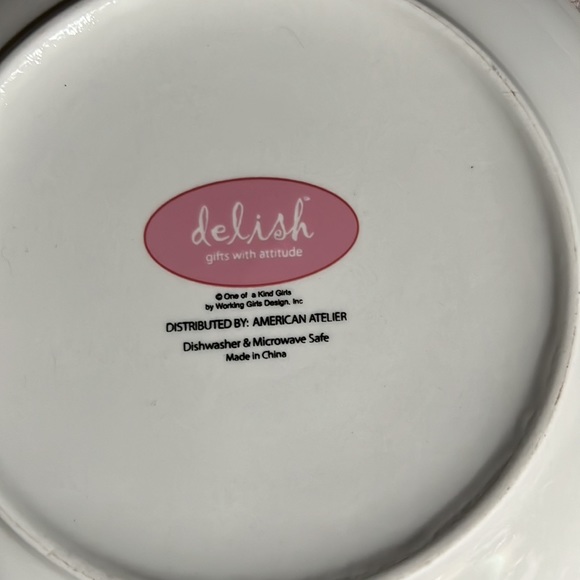 delish™
gifts with attitude
© One of a Kind Girls
by Working Girls Design, Inc
DISTRIBUTED BY: AMERICAN ATELIER
Dishwasher & Microwave Safe
Made in China